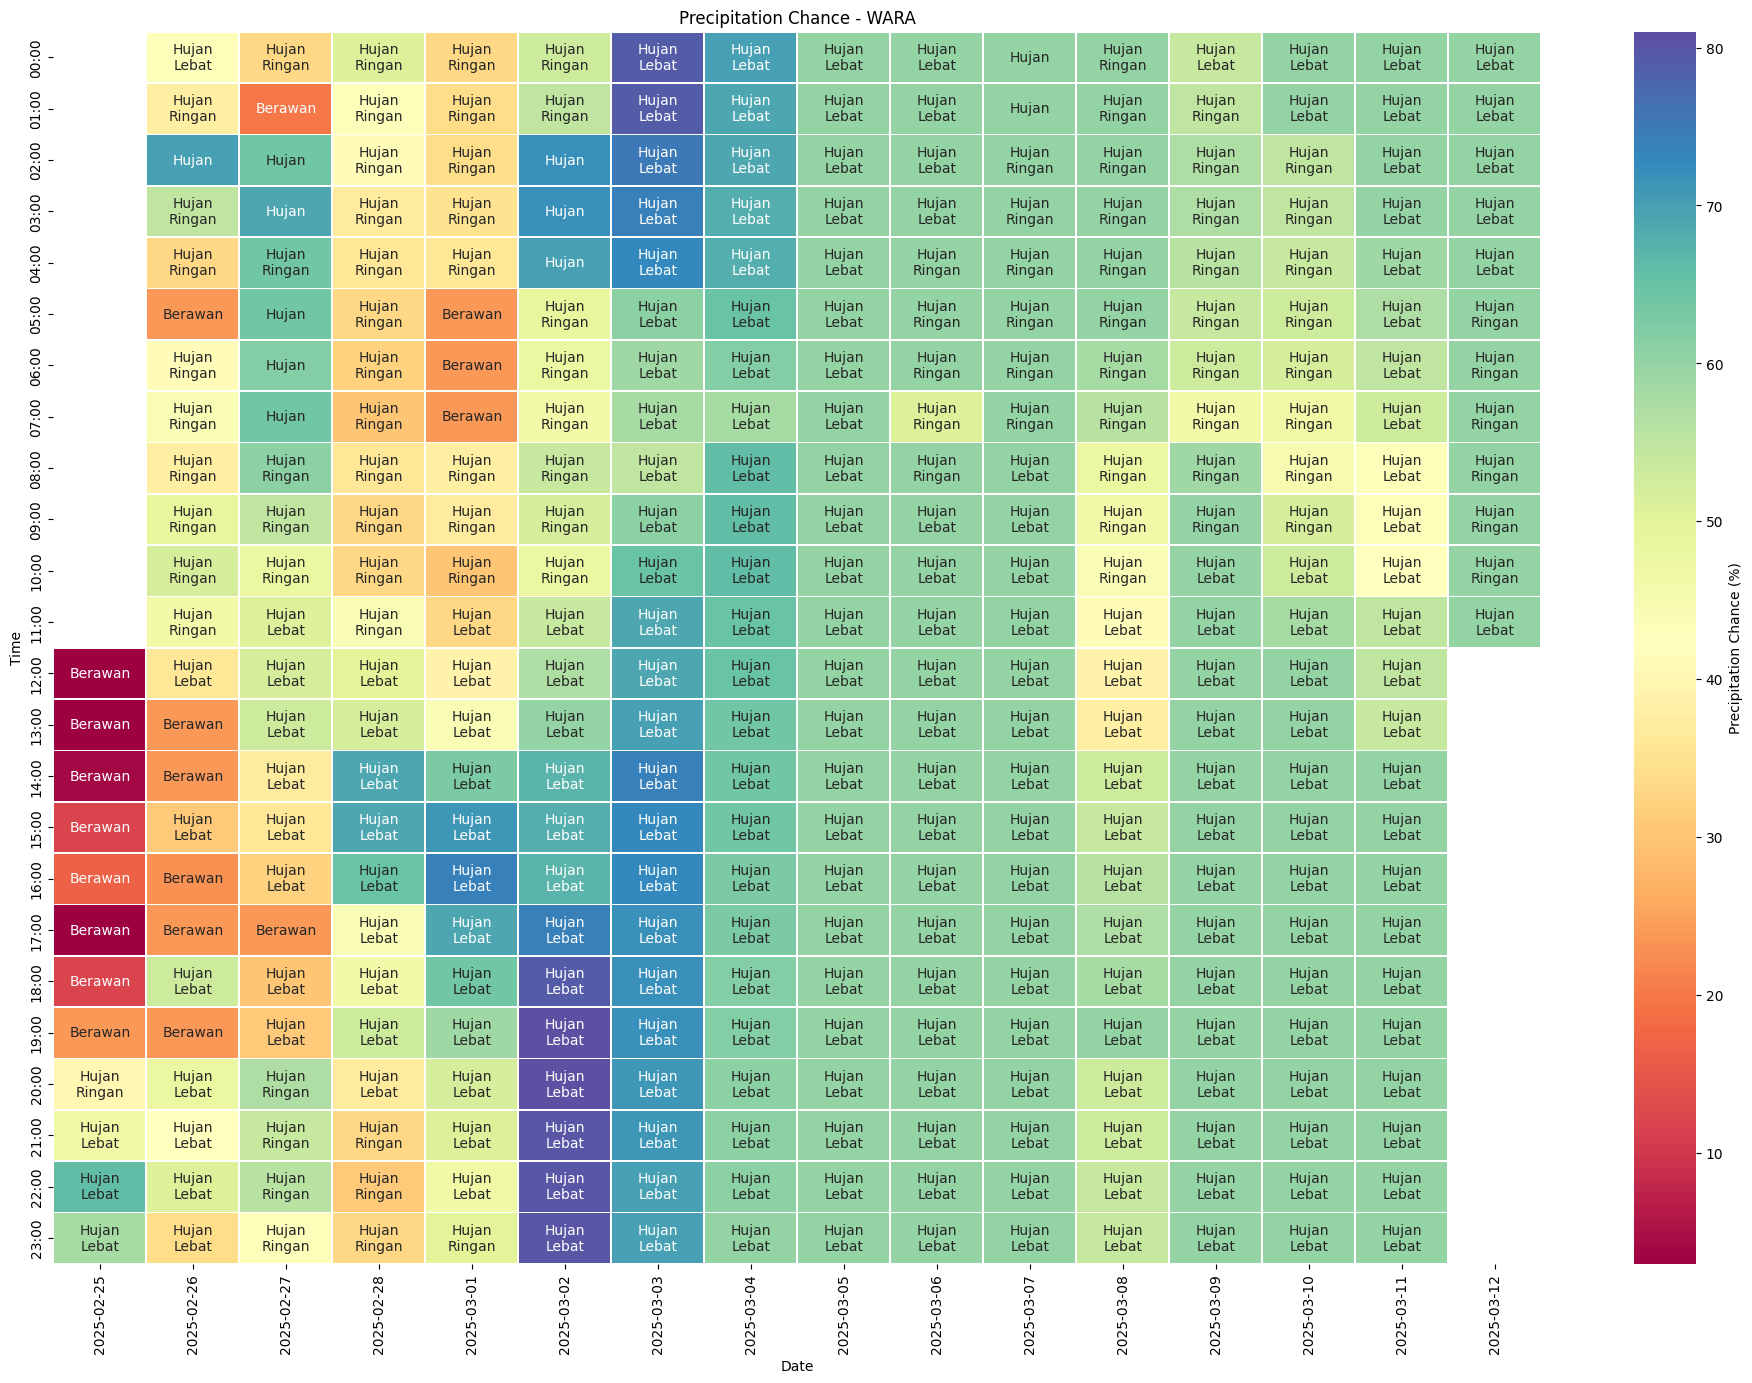 Precipitation Chance - WARA
00:00 Hujan Lebat Hujan Ringan Hujan Ringan Hujan Ringan Hujan Ringan Hujan Lebat Hujan Lebat Hujan Lebat Hujan Lebat Hujan Hujan Ringan Hujan Lebat Hujan Lebat Hujan Lebat Hujan Lebat
01:00 Hujan Ringan Berawan Hujan Ringan Hujan Ringan Hujan Ringan Hujan Lebat Hujan Lebat Hujan Lebat Hujan Lebat Hujan Hujan Ringan Hujan Ringan Hujan Lebat Hujan Lebat Hujan Lebat
02:00 Hujan Hujan Hujan Ringan Hujan Ringan Hujan Hujan Lebat Hujan Lebat Hujan Lebat Hujan Lebat Hujan Ringan Hujan Ringan Hujan Ringan Hujan Ringan Hujan Lebat Hujan Lebat
03:00 Hujan Ringan Hujan Hujan Ringan Hujan Ringan Hujan Hujan Lebat Hujan Lebat Hujan Lebat Hujan Lebat Hujan Ringan Hujan Ringan Hujan Ringan Hujan Ringan Hujan Lebat Hujan Lebat
04:00 Hujan Ringan Hujan Ringan Hujan Ringan Hujan Ringan Hujan Hujan Lebat Hujan Lebat Hujan Lebat Hujan Ringan Hujan Ringan Hujan Ringan Hujan Ringan Hujan Ringan Hujan Lebat Hujan Lebat
05:00 Berawan Hujan Hujan Ringan Berawan Hujan Ringan Hujan Lebat Hujan Lebat Hujan Lebat Hujan Ringan Hujan Ringan Hujan Ringan Hujan Ringan Hujan Ringan Hujan Lebat Hujan Ringan
06:00 Hujan Ringan Hujan Hujan Ringan Berawan Hujan Ringan Hujan Lebat Hujan Lebat Hujan Lebat Hujan Ringan Hujan Ringan Hujan Ringan Hujan Ringan Hujan Ringan Hujan Lebat Hujan Ringan
07:00 Hujan Ringan Hujan Hujan Ringan Berawan Hujan Ringan Hujan Lebat Hujan Lebat Hujan Lebat Hujan Ringan Hujan Ringan Hujan Ringan Hujan Ringan Hujan Ringan Hujan Lebat Hujan Ringan
08:00 Hujan Ringan Hujan Ringan Hujan Ringan Hujan Ringan Hujan Ringan Hujan Lebat Hujan Lebat Hujan Lebat Hujan Ringan Hujan Lebat Hujan Ringan Hujan Ringan Hujan Ringan Hujan Lebat Hujan Ringan
09:00 Hujan Ringan Hujan Ringan Hujan Ringan Hujan Ringan Hujan Ringan Hujan Lebat Hujan Lebat Hujan Lebat Hujan Lebat Hujan Lebat Hujan Ringan Hujan Ringan Hujan Ringan Hujan Lebat Hujan Ringan
10:00 Hujan Ringan Hujan Ringan Hujan Ringan Hujan Ringan Hujan Ringan Hujan Lebat Hujan Lebat Hujan Lebat Hujan Lebat Hujan Lebat Hujan Ringan Hujan Lebat Hujan Lebat Hujan Lebat Hujan Ringan
11:00 Hujan Ringan Hujan Lebat Hujan Ringan Hujan Lebat Hujan Lebat Hujan Lebat Hujan Lebat Hujan Lebat Hujan Lebat Hujan Lebat Hujan Lebat Hujan Lebat Hujan Lebat Hujan Lebat Hujan Lebat
12:00 Berawan Hujan Lebat Hujan Lebat Hujan Lebat Hujan Lebat Hujan Lebat Hujan Lebat Hujan Lebat Hujan Lebat Hujan Lebat Hujan Lebat Hujan Lebat Hujan Lebat Hujan Lebat Hujan Lebat
13:00 Berawan Berawan Hujan Lebat Hujan Lebat Hujan Lebat Hujan Lebat Hujan Lebat Hujan Lebat Hujan Lebat Hujan Lebat Hujan Lebat Hujan Lebat Hujan Lebat Hujan Lebat Hujan Lebat
14:00 Berawan Berawan Hujan Lebat Hujan Lebat Hujan Lebat Hujan Lebat Hujan Lebat Hujan Lebat Hujan Lebat Hujan Lebat Hujan Lebat Hujan Lebat Hujan Lebat Hujan Lebat Hujan Lebat
15:00 Berawan Hujan Lebat Hujan Lebat Hujan Lebat Hujan Lebat Hujan Lebat Hujan Lebat Hujan Lebat Hujan Lebat Hujan Lebat Hujan Lebat Hujan Lebat Hujan Lebat Hujan Lebat Hujan Lebat
16:00 Berawan Berawan Hujan Lebat Hujan Lebat Hujan Lebat Hujan Lebat Hujan Lebat Hujan Lebat Hujan Lebat Hujan Lebat Hujan Lebat Hujan Lebat Hujan Lebat Hujan Lebat Hujan Lebat
17:00 Berawan Berawan Berawan Hujan Lebat Hujan Lebat Hujan Lebat Hujan Lebat Hujan Lebat Hujan Lebat Hujan Lebat Hujan Lebat Hujan Lebat Hujan Lebat Hujan Lebat Hujan Lebat
18:00 Berawan Hujan Lebat Hujan Lebat Hujan Lebat Hujan Lebat Hujan Lebat Hujan Lebat Hujan Lebat Hujan Lebat Hujan Lebat Hujan Lebat Hujan Lebat Hujan Lebat Hujan Lebat Hujan Lebat
19:00 Berawan Berawan Hujan Lebat Hujan Lebat Hujan Lebat Hujan Lebat Hujan Lebat Hujan Lebat Hujan Lebat Hujan Lebat Hujan Lebat Hujan Lebat Hujan Lebat Hujan Lebat Hujan Lebat
20:00 Hujan Ringan Hujan Lebat Hujan Ringan Hujan Lebat Hujan Lebat Hujan Lebat Hujan Lebat Hujan Lebat Hujan Lebat Hujan Lebat Hujan Lebat Hujan Lebat Hujan Lebat Hujan Lebat Hujan Lebat
21:00 Hujan Lebat Hujan Lebat Hujan Ringan Hujan Ringan Hujan Lebat Hujan Lebat Hujan Lebat Hujan Lebat Hujan Lebat Hujan Lebat Hujan Lebat Hujan Lebat Hujan Lebat Hujan Lebat Hujan Lebat
22:00 Hujan Lebat Hujan Lebat Hujan Ringan Hujan Ringan Hujan Lebat Hujan Lebat Hujan Lebat Hujan Lebat Hujan Lebat Hujan Lebat Hujan Lebat Hujan Lebat Hujan Lebat Hujan Lebat Hujan Lebat
23:00 Hujan Lebat Hujan Lebat Hujan Ringan Hujan Ringan Hujan Ringan Hujan Lebat Hujan Lebat Hujan Lebat Hujan Lebat Hujan Lebat Hujan Lebat Hujan Lebat Hujan Lebat Hujan Lebat Hujan Lebat
Time
2025-02-25 2025-02-26 2025-02-27 2025-02-28 2025-03-01 2025-03-02 2025-03-03 2025-03-04 2025-03-05 2025-03-06 2025-03-07 2025-03-08 2025-03-09 2025-03-10 2025-03-11 2025-03-12
Date
80
70
60
50
40
30
20
10
Precipitation Chance (%)